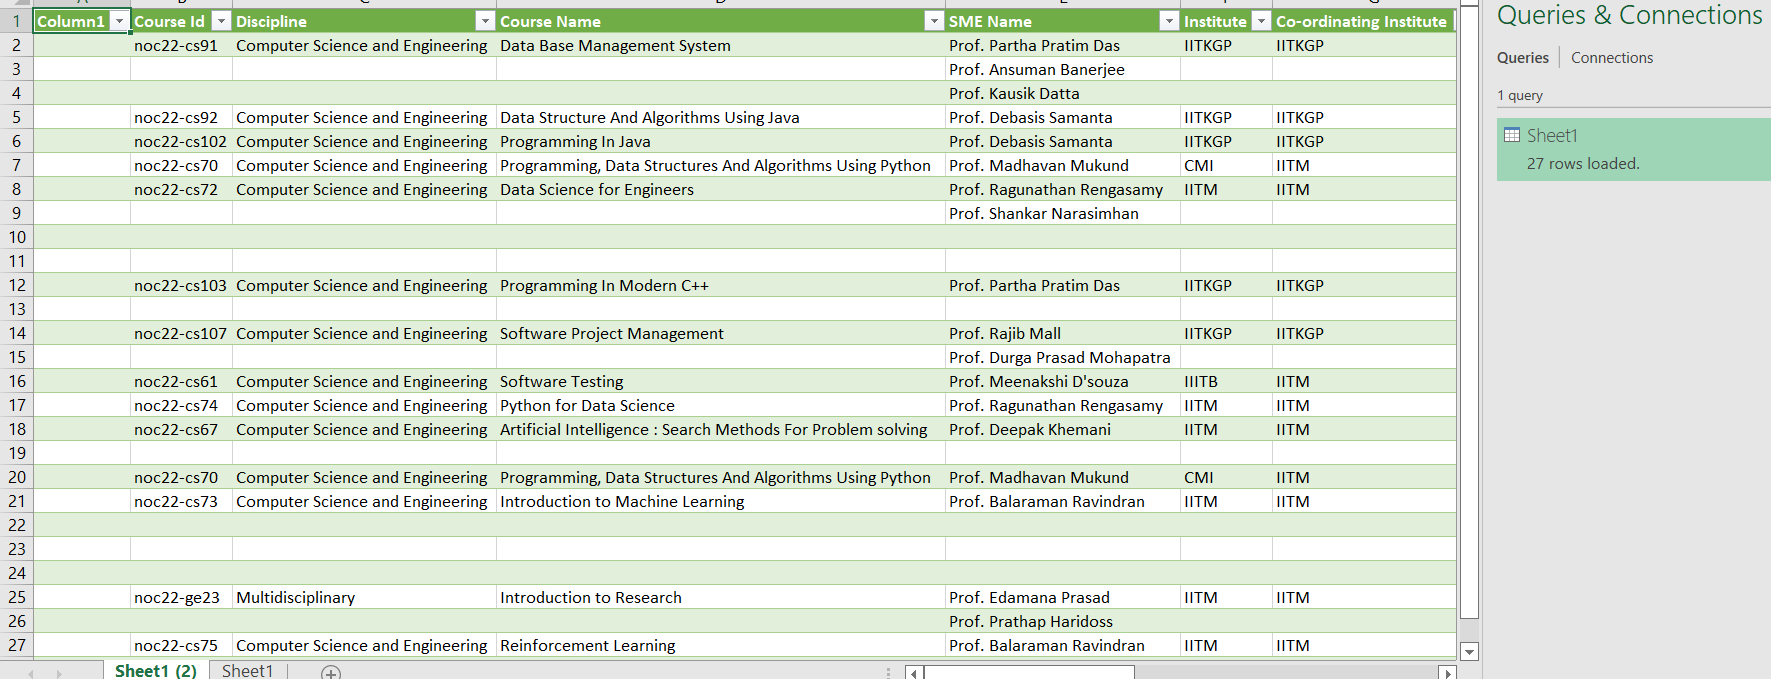 Queries & Connections
1 Column1 Course Id Discipline Course Name SME Name Institute Co-ordinating Institute
2 noc22-cs91 Computer Science and Engineering Data Base Management System Prof. Partha Pratim Das IITKGP IITKGP
3 Prof. Ansuman Banerjee
4 Prof. Kausik Datta
5 noc22-cs92 Computer Science and Engineering Data Structure And Algorithms Using Java Prof. Debasis Samanta IITKGP IITKGP
6 noc22-cs102 Computer Science and Engineering Programming In Java Prof. Debasis Samanta IITKGP IITKGP
7 noc22-cs70 Computer Science and Engineering Programming, Data Structures And Algorithms Using Python Prof. Madhavan Mukund CMI IITM
8 noc22-cs72 Computer Science and Engineering Data Science for Engineers Prof. Ragunathan Rengasamy IITM IITM
9 Prof. Shankar Narasimhan
10
11
12 noc22-cs103 Computer Science and Engineering Programming In Modern C++ Prof. Partha Pratim Das IITKGP IITKGP
13
14 noc22-cs107 Computer Science and Engineering Software Project Management Prof. Rajib Mall IITKGP IITKGP
15 Prof. Durga Prasad Mohapatra
16 noc22-cs61 Computer Science and Engineering Software Testing Prof. Meenakshi D'souza IIITB IITM
17 noc22-cs74 Computer Science and Engineering Python for Data Science Prof. Ragunathan Rengasamy IITM IITM
18 noc22-cs67 Computer Science and Engineering Artificial Intelligence : Search Methods For Problem solving Prof. Deepak Khemani IITM IITM
19
20 noc22-cs70 Computer Science and Engineering Programming, Data Structures And Algorithms Using Python Prof. Madhavan Mukund CMI IITM
21 noc22-cs73 Computer Science and Engineering Introduction to Machine Learning Prof. Balaraman Ravindran IITM IITM
22
23
24
25 noc22-ge23 Multidisciplinary Introduction to Research Prof. Edamana Prasad IITM IITM
26 Prof. Prathap Haridoss
27 noc22-cs75 Computer Science and Engineering Reinforcement Learning Prof. Balaraman Ravindran IITM IITM
Sheet1 (2) Sheet1
Queries Connections
1 query
Sheet1
27 rows loaded.